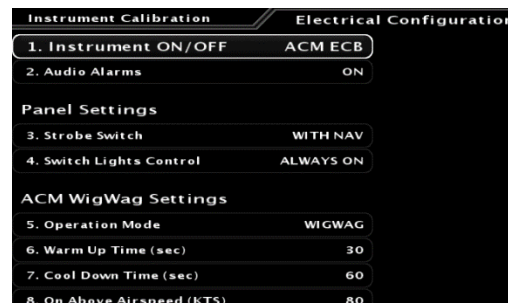 Instrument Calibration Electrical Configuration
1. Instrument ON/OFF ACM ECB
2. Audio Alarms ON
Panel Settings
3. Strobe Switch WITH NAV
4. Switch Lights Control ALWAYS ON
ACM WigWag Settings
5. Operation Mode WIGWAG
6. Warm Up Time (sec) 30
7. Cool Down Time (sec) 60
8. On Above Airspeed (KTS) 80